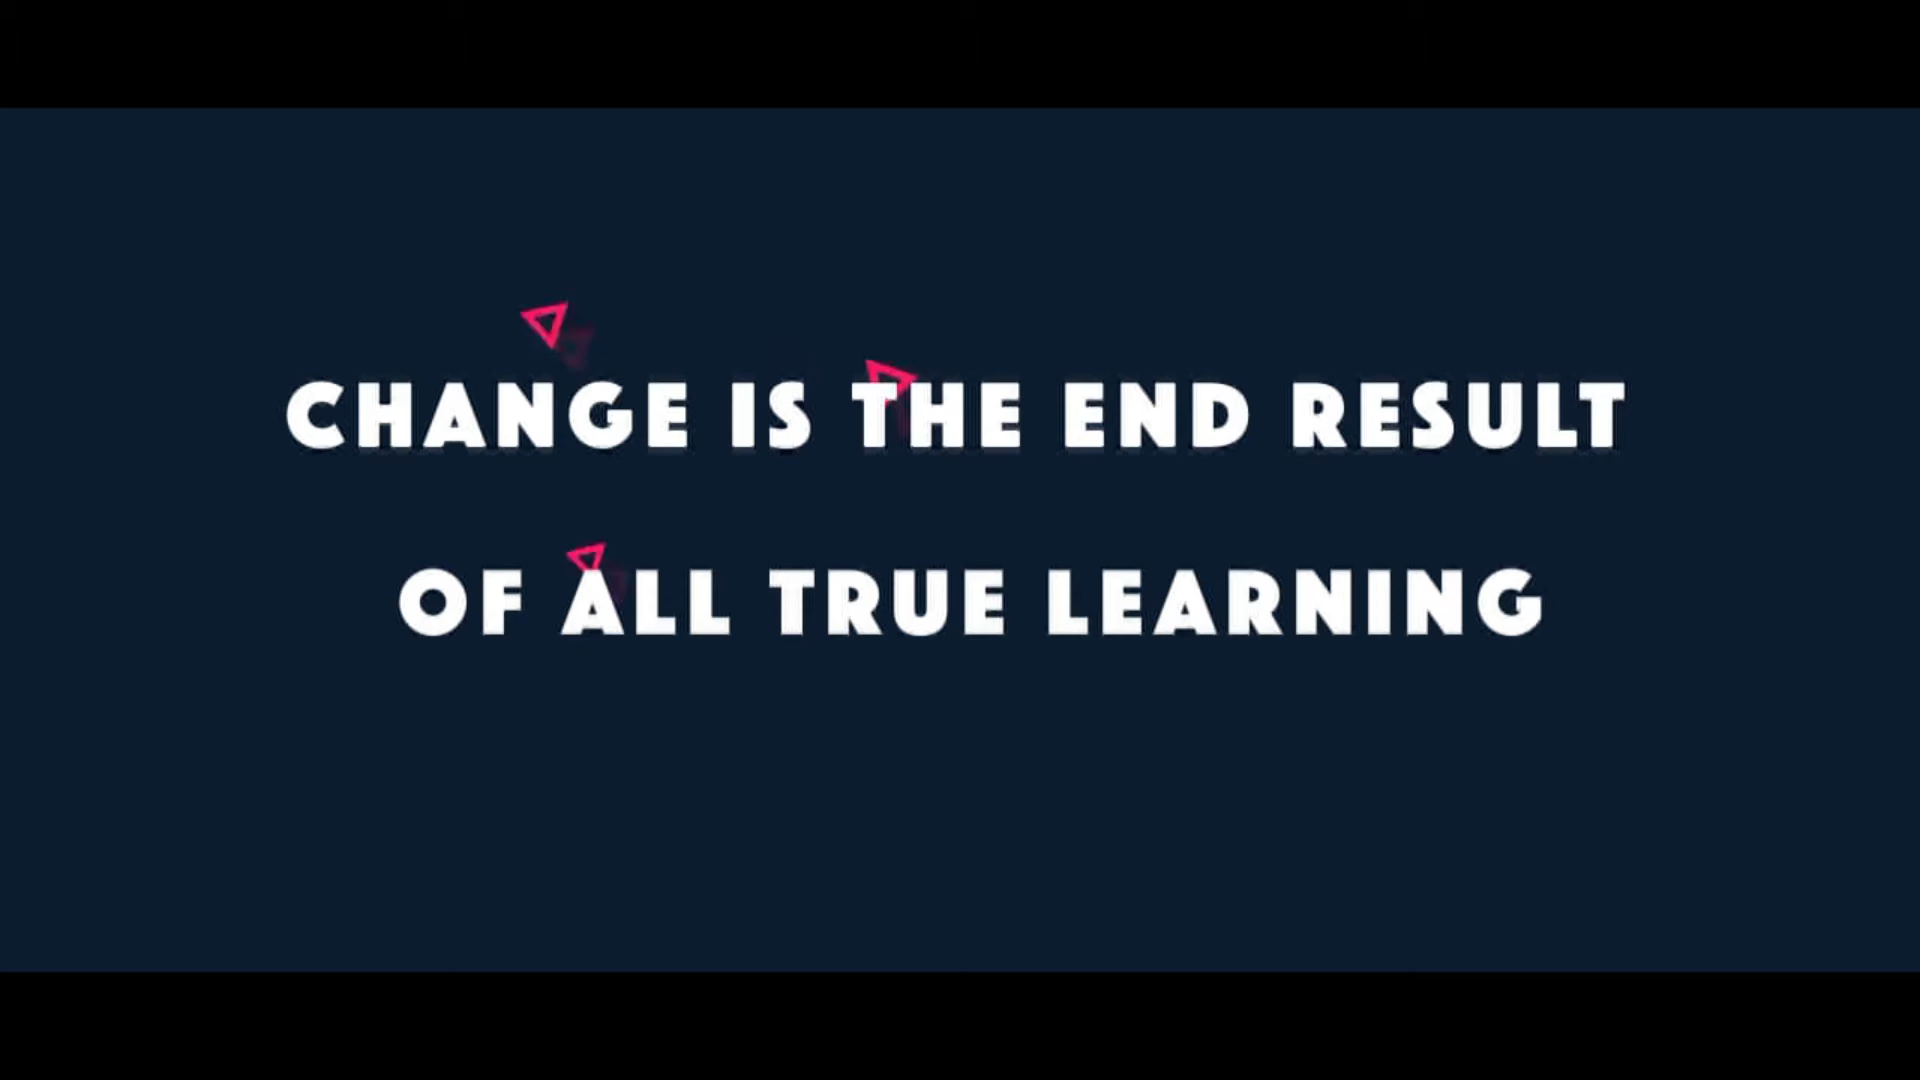 CHANGE IS THE END RESULT
OF ALL TRUE LEARNING